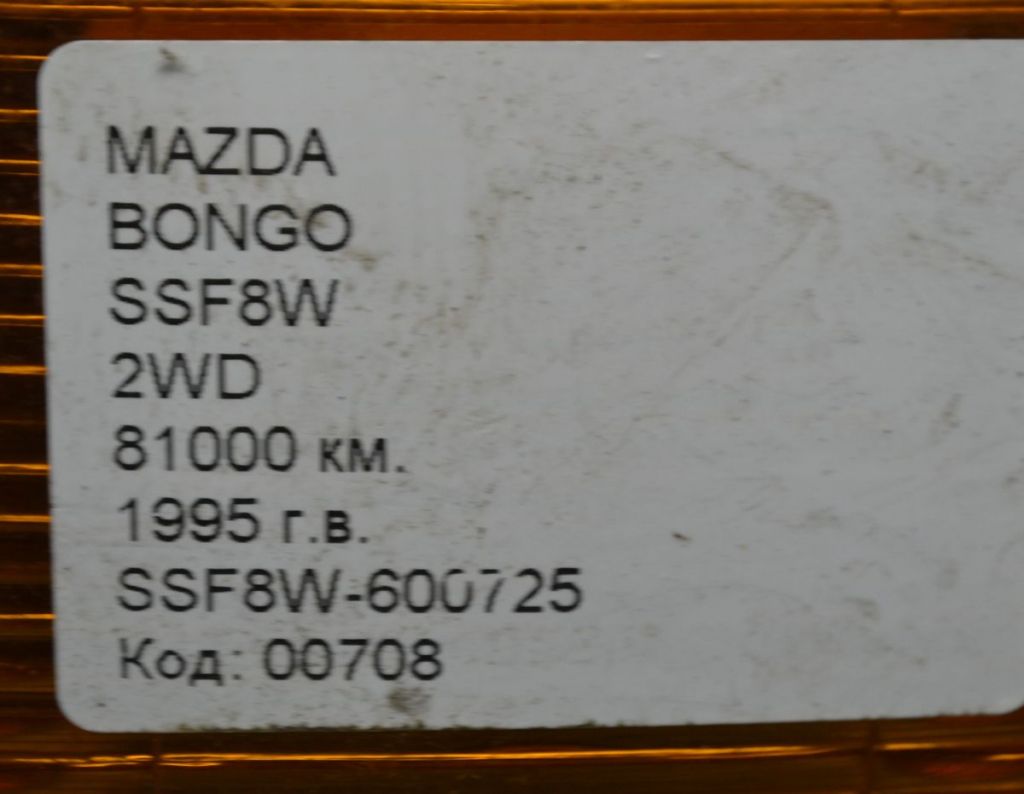 MAZDA
BONGO
SSF8W
2WD
81000 км.
1995 г.в.
SSF8W-600725
Код: 00708